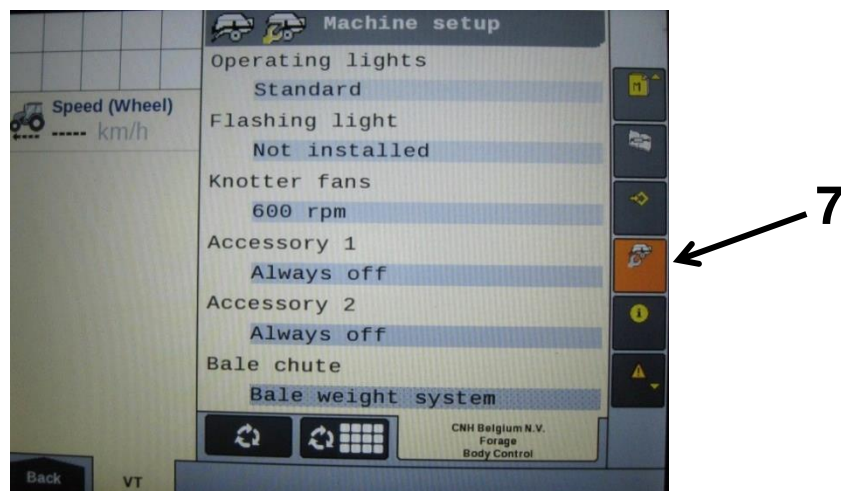 Machine setup
Operating lights
Standard
Speed (Wheel)
----- km/h
Flashing light
Not installed
Knotter fans
600 rpm
7
Accessory 1
Always off
Accessory 2
Always off
Bale chute
Bale weight system
CNH Belgium N.V.
Forage
Body Control
Back
VT